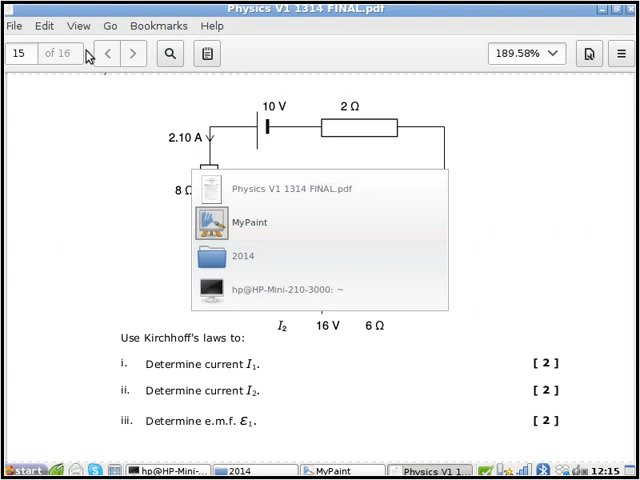 Physics V1 1314 FINAL.pdf
File Edit View Go Bookmarks Help
15 of 16 189.58%
10 V 2 Ω
2.10 A
8 Ω
Physics V1 1314 FINAL.pdf
MyPaint
2014
hp@HP-Mini-210-3000: ~
I₂ 16 V 6 Ω
Use Kirchhoff's laws to:
i. Determine current I₁. [ 2 ]
ii. Determine current I₂. [ 2 ]
iii. Determine e.m.f. Ɛ₁. [ 2 ]
start hp@HP-Mini-... 2014 MyPaint Physics V1 1... 12:15